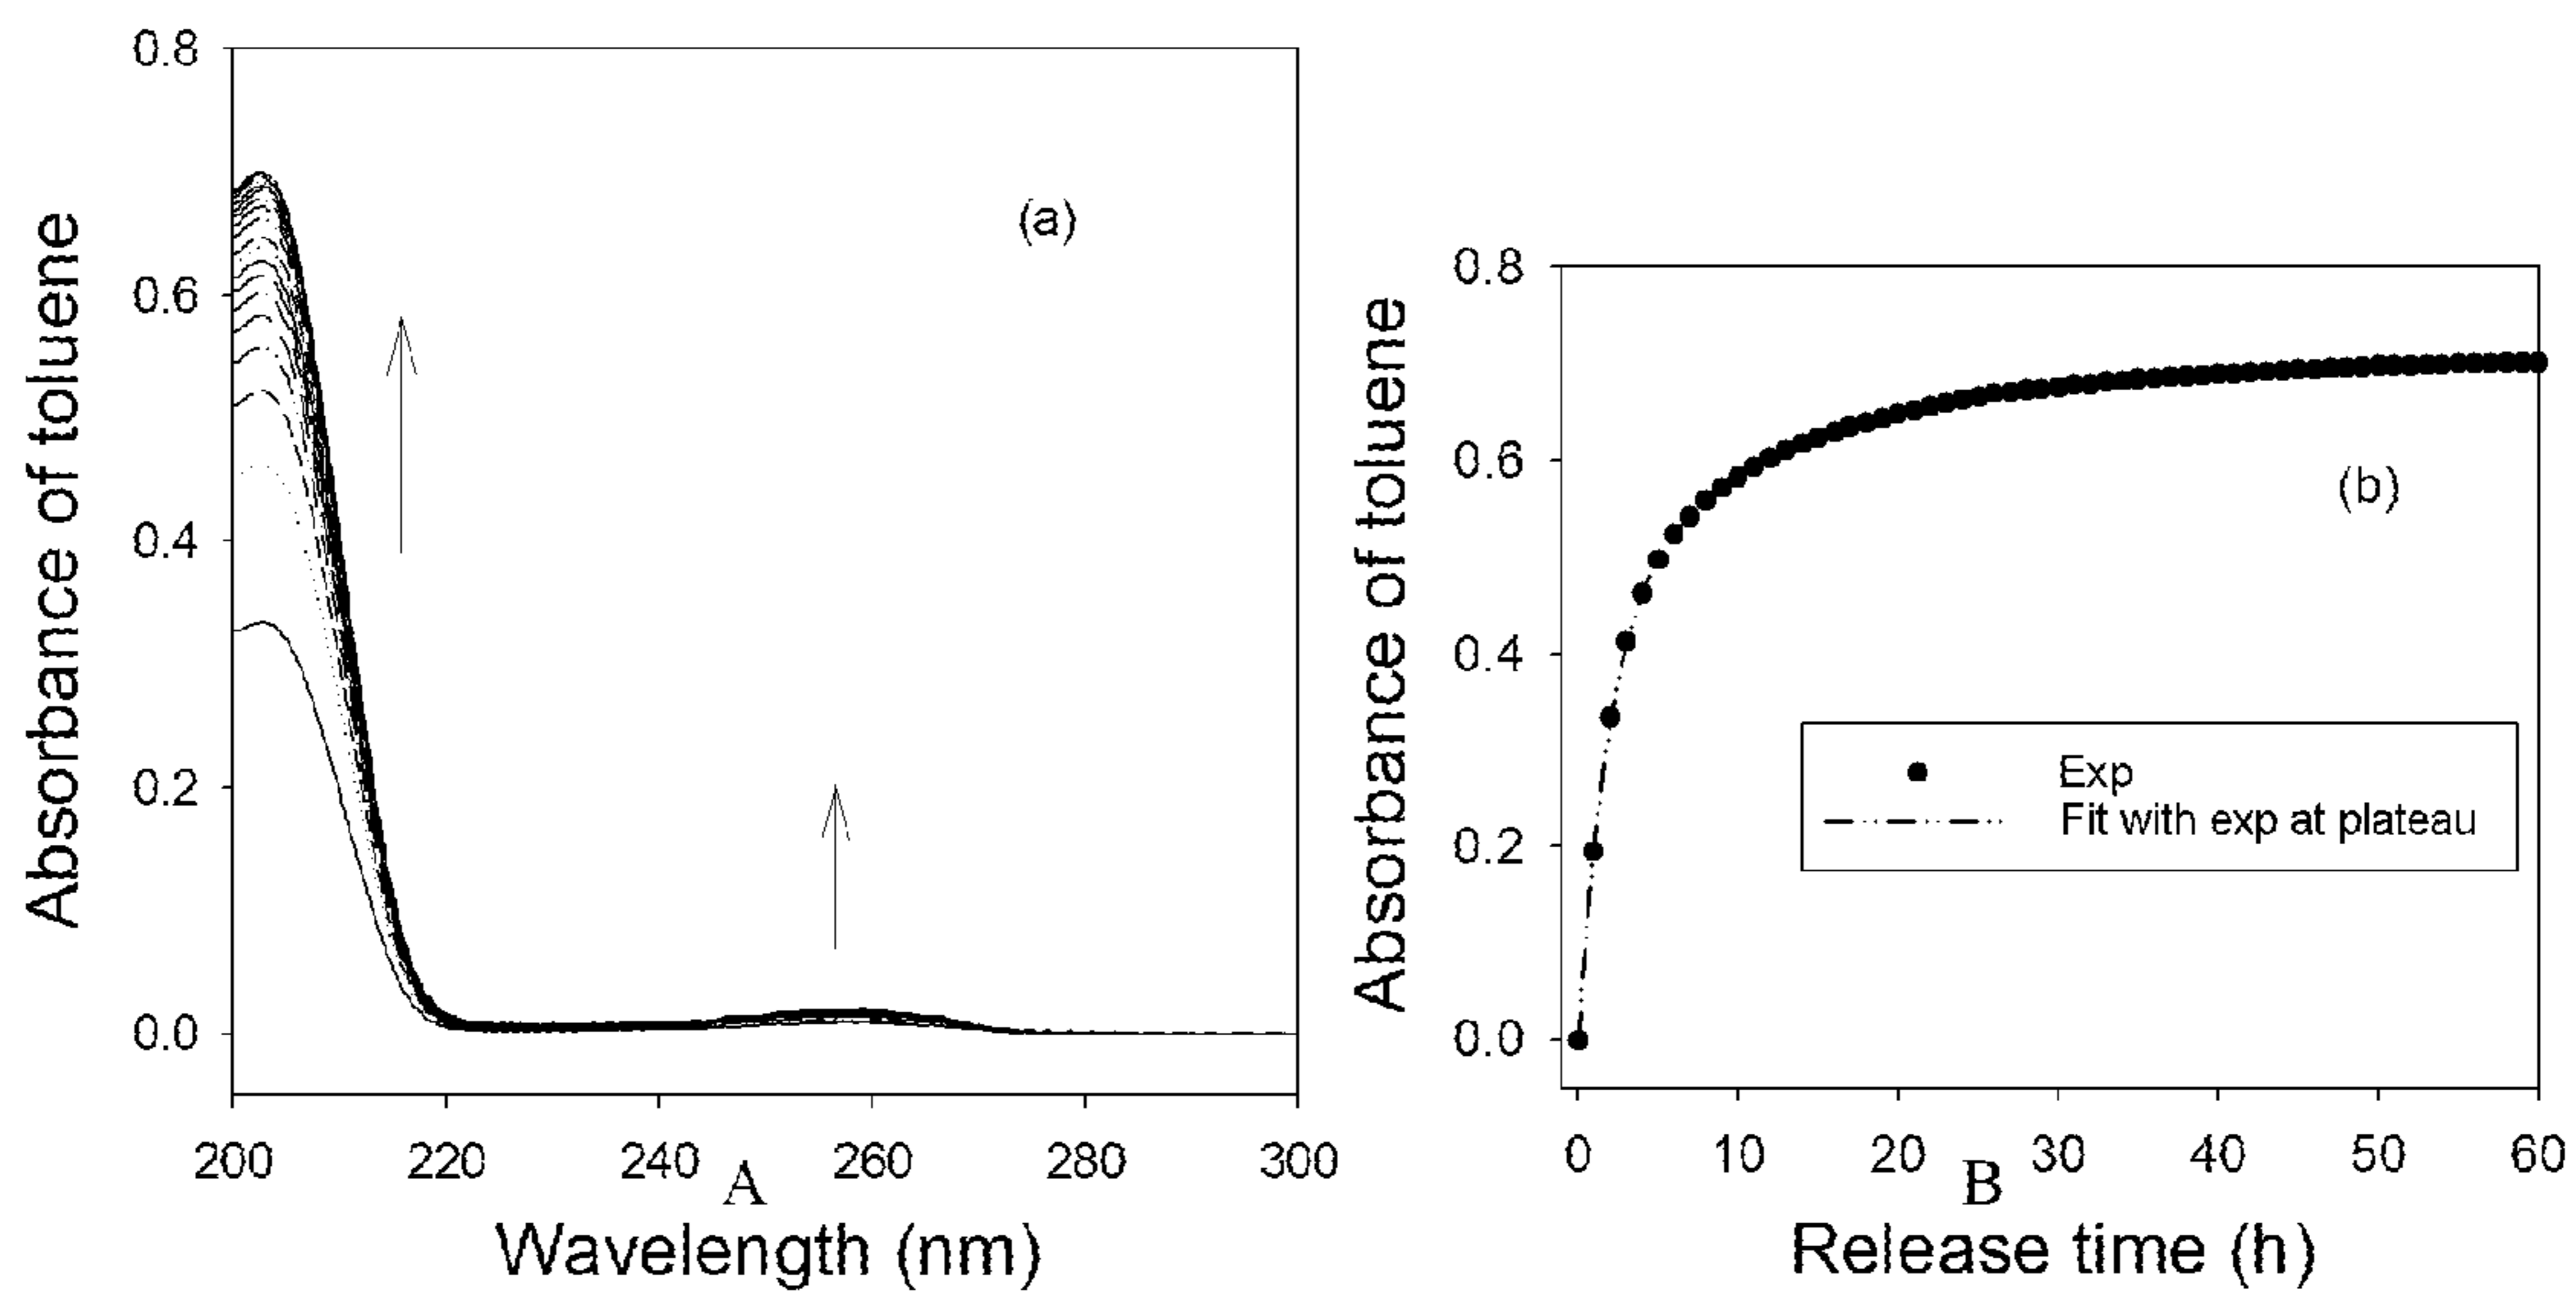 Absorbance of toluene
0.8
0.6
0.4
0.2
0.0
(a)
200 220 240 260 280 300
A
Wavelength (nm)
Absorbance of toluene
0.8
0.6
0.4
0.2
0.0
(b)
Exp
Fit with exp at plateau
0 10 20 30 40 50 60
B
Release time (h)